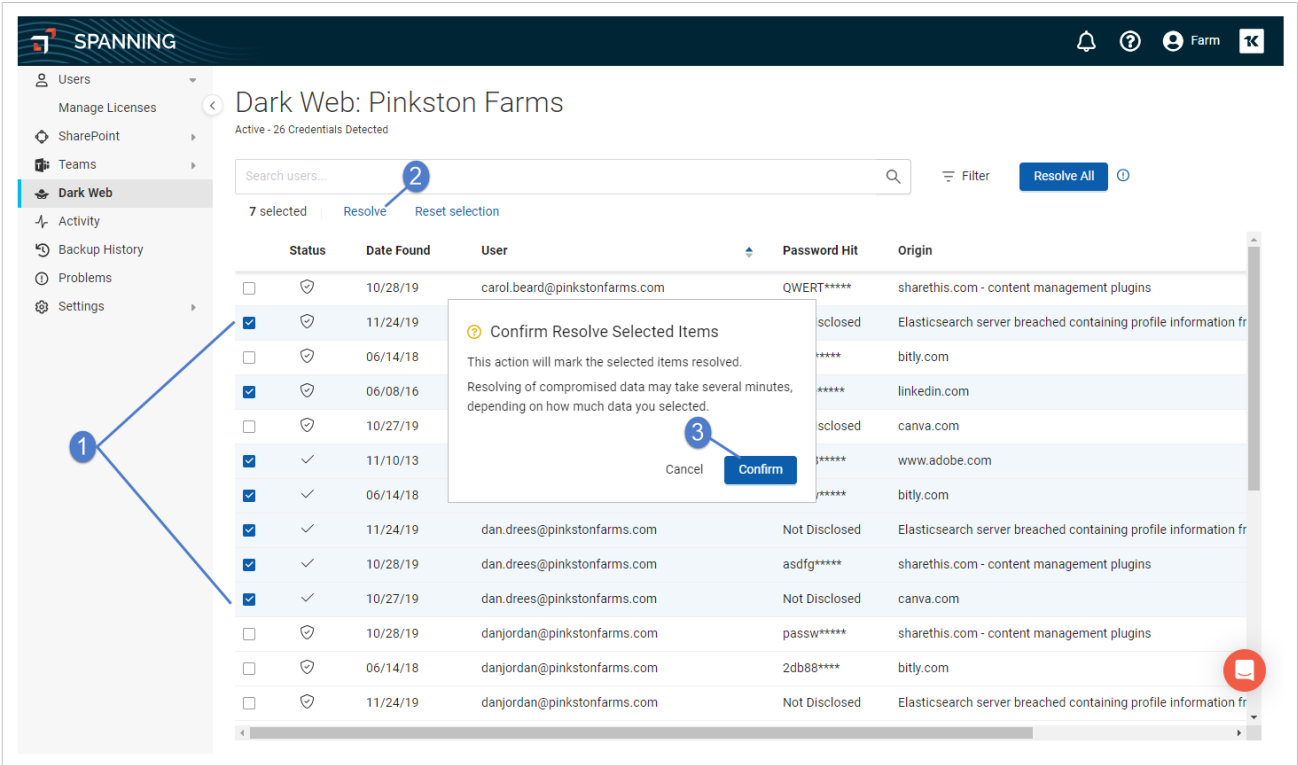 SPANNING
Farm
Users
Manage Licenses
SharePoint
Teams
Dark Web
Activity
Backup History
Problems
Settings
Dark Web: Pinkston Farms
Active - 26 Credentials Detected
Search users...
Filter
Resolve All
7 selected Resolve Reset selection
Status Date Found User Password Hit Origin
10/28/19 carol.beard@pinkstonfarms.com QWERT***** sharethis.com - content management plugins
11/24/19 Elasticsearch server breached containing profile information fr
06/14/18 bitly.com
06/08/16 linkedin.com
10/27/19 canva.com
11/10/13 www.adobe.com
06/14/18 bitly.com
11/24/19 dan.drees@pinkstonfarms.com Not Disclosed Elasticsearch server breached containing profile information fr
10/28/19 dan.drees@pinkstonfarms.com asdfg***** sharethis.com - content management plugins
10/27/19 dan.drees@pinkstonfarms.com Not Disclosed canva.com
10/28/19 danjordan@pinkstonfarms.com passw***** sharethis.com - content management plugins
06/14/18 danjordan@pinkstonfarms.com 2db88**** bitly.com
11/24/19 danjordan@pinkstonfarms.com Not Disclosed Elasticsearch server breached containing profile information fr
Confirm Resolve Selected Items
This action will mark the selected items resolved.
Resolving of compromised data may take several minutes,
depending on how much data you selected.
Cancel Confirm
1
2
3